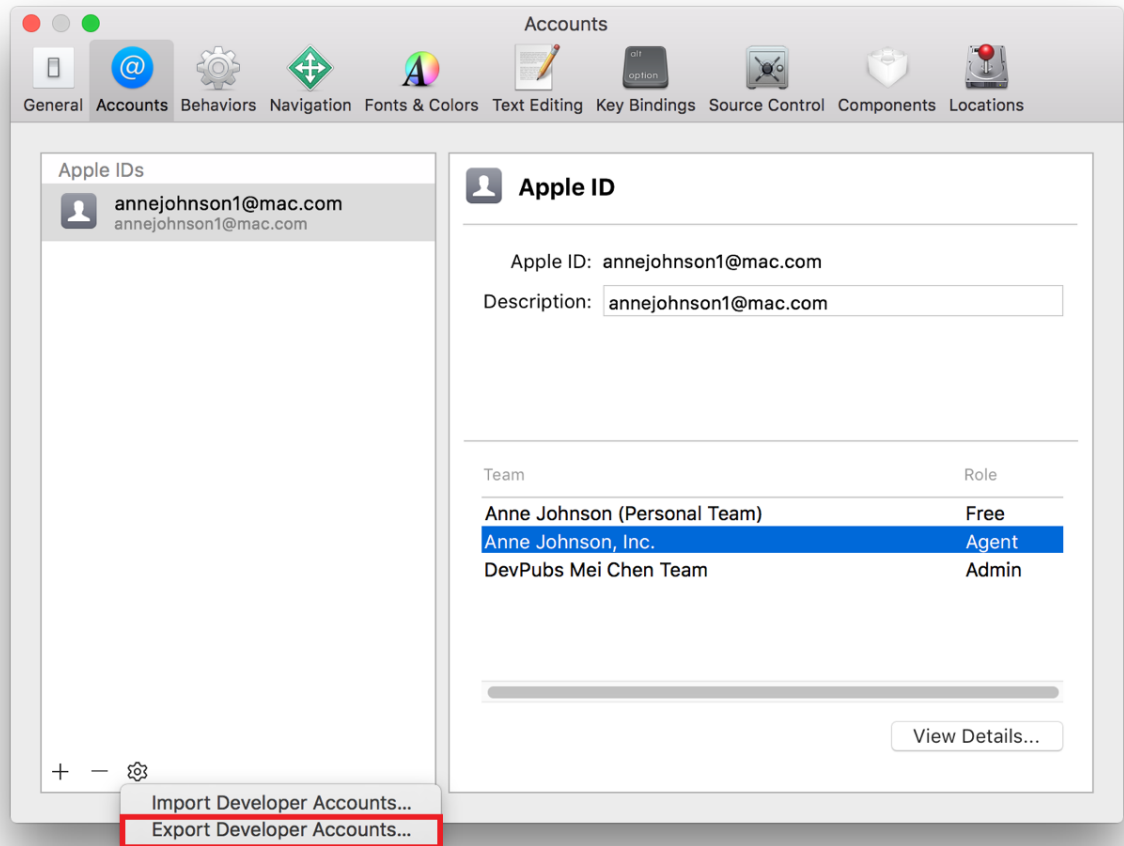 Accounts
General Accounts Behaviors Navigation Fonts & Colors Text Editing Key Bindings Source Control Components Locations
alt
option
Apple IDs
annejohnson1@mac.com
annejohnson1@mac.com
Apple ID
Apple ID: annejohnson1@mac.com
Description: annejohnson1@mac.com
Team Role
Anne Johnson (Personal Team) Free
Anne Johnson, Inc. Agent
DevPubs Mei Chen Team Admin
View Details...
Import Developer Accounts...
Export Developer Accounts...